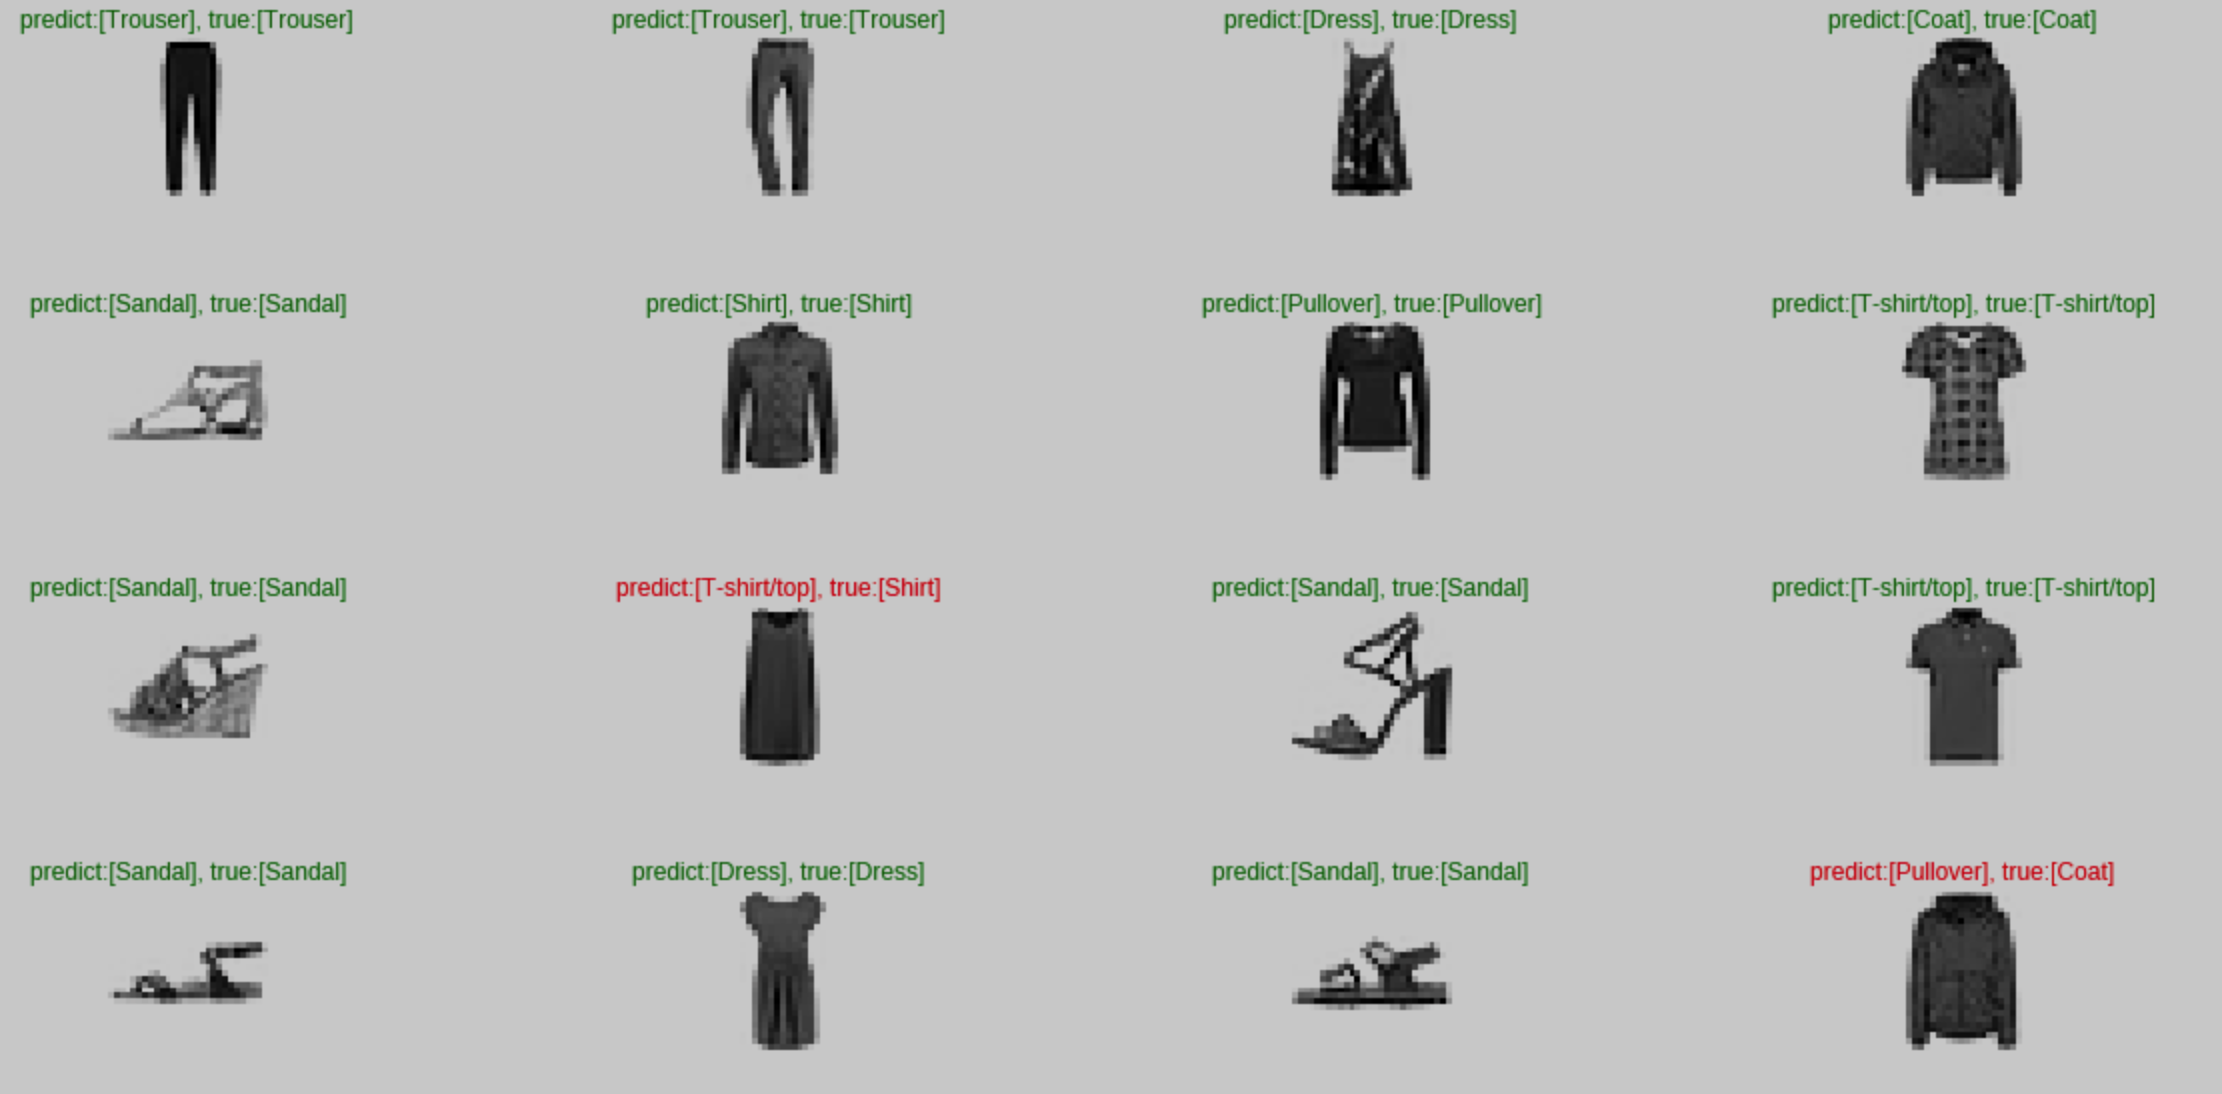 predict:[Trouser], true:[Trouser]
predict:[Trouser], true:[Trouser]
predict:[Dress], true:[Dress]
predict:[Coat], true:[Coat]
predict:[Sandal], true:[Sandal]
predict:[Shirt], true:[Shirt]
predict:[Pullover], true:[Pullover]
predict:[T-shirt/top], true:[T-shirt/top]
predict:[Sandal], true:[Sandal]
predict:[T-shirt/top], true:[Shirt]
predict:[Sandal], true:[Sandal]
predict:[T-shirt/top], true:[T-shirt/top]
predict:[Sandal], true:[Sandal]
predict:[Dress], true:[Dress]
predict:[Sandal], true:[Sandal]
predict:[Pullover], true:[Coat]